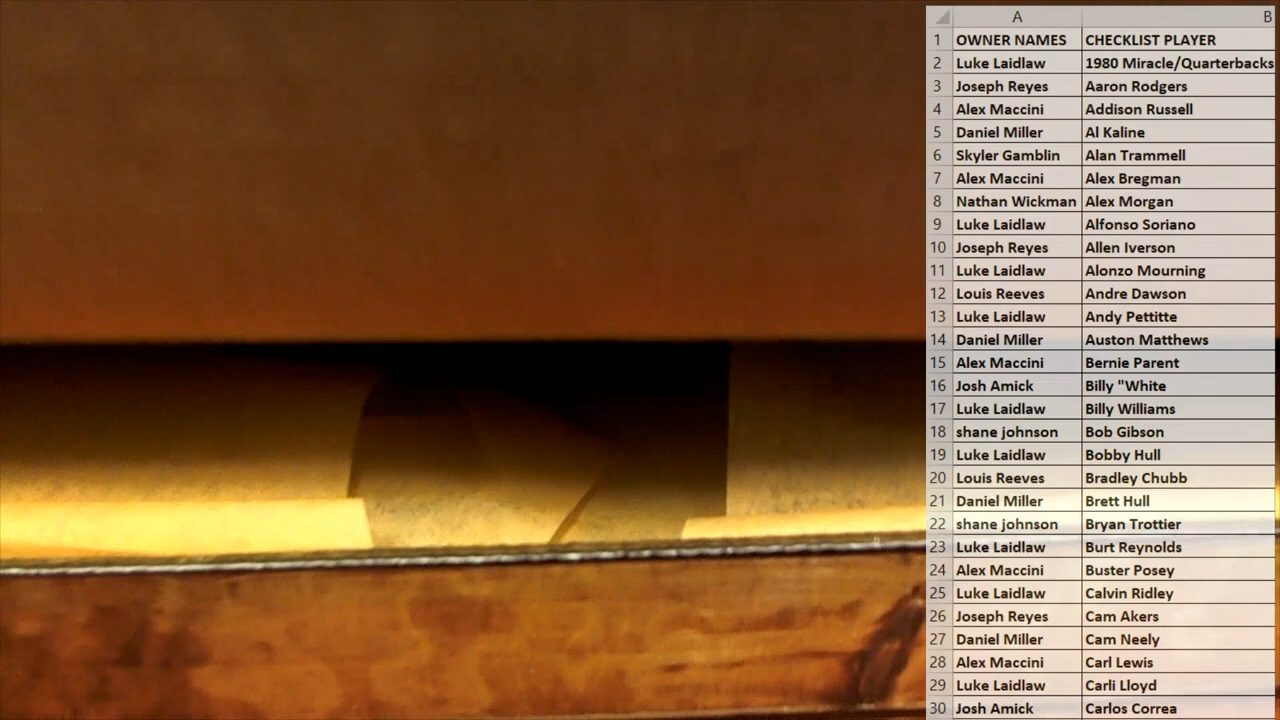 A B
1 OWNER NAMES CHECKLIST PLAYER
2 Luke Laidlaw 1980 Miracle/Quarterbacks
3 Joseph Reyes Aaron Rodgers
4 Alex Maccini Addison Russell
5 Daniel Miller Al Kaline
6 Skyler Gamblin Alan Trammell
7 Alex Maccini Alex Bregman
8 Nathan Wickman Alex Morgan
9 Luke Laidlaw Alfonso Soriano
10 Joseph Reyes Allen Iverson
11 Luke Laidlaw Alonzo Mourning
12 Louis Reeves Andre Dawson
13 Luke Laidlaw Andy Pettitte
14 Daniel Miller Auston Matthews
15 Alex Maccini Bernie Parent
16 Josh Amick Billy "White
17 Luke Laidlaw Billy Williams
18 shane johnson Bob Gibson
19 Luke Laidlaw Bobby Hull
20 Louis Reeves Bradley Chubb
21 Daniel Miller Brett Hull
22 shane johnson Bryan Trottier
23 Luke Laidlaw Burt Reynolds
24 Alex Maccini Buster Posey
25 Luke Laidlaw Calvin Ridley
26 Joseph Reyes Cam Akers
27 Daniel Miller Cam Neely
28 Alex Maccini Carl Lewis
29 Luke Laidlaw Carli Lloyd
30 Josh Amick Carlos Correa